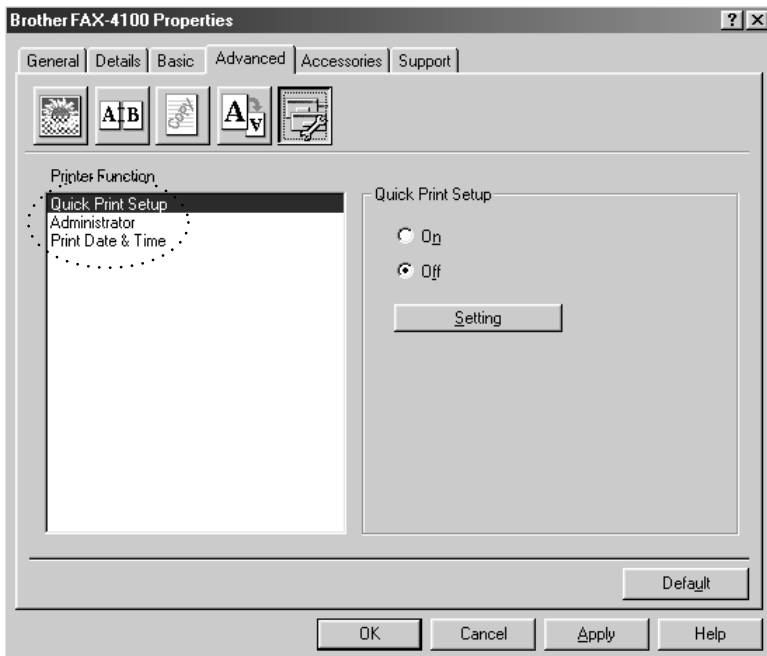 Brother FAX-4100 Properties
General Details Basic Advanced Accessories Support
A B COPY A A
Printer Function
Quick Print Setup
Administrator
Print Date & Time
Quick Print Setup
On
Off
Setting
Default
OK Cancel Apply Help